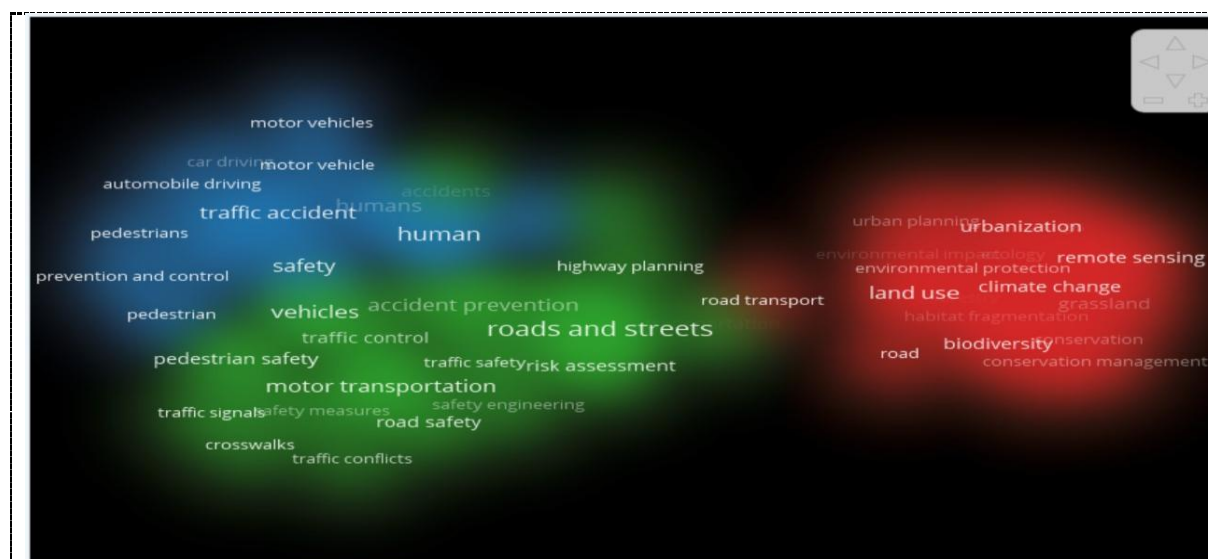 motor vehicles
car driving
motor vehicle
automobile driving
accidents
humans
traffic accident
urban planning
urbanization
pedestrians
human
environmental impact
ecology
remote sensing
safety
highway planning
environmental protection
prevention and control
climate change
land use
road transport
grassland
accident prevention
vehicles
pedestrian
habitat fragmentation
roads and streets
traffic control
conservation
biodiversity
road
pedestrian safety
traffic safety
risk assessment
conservation management
motor transportation
safety engineering
traffic signals
safety measures
road safety
crosswalks
traffic conflicts